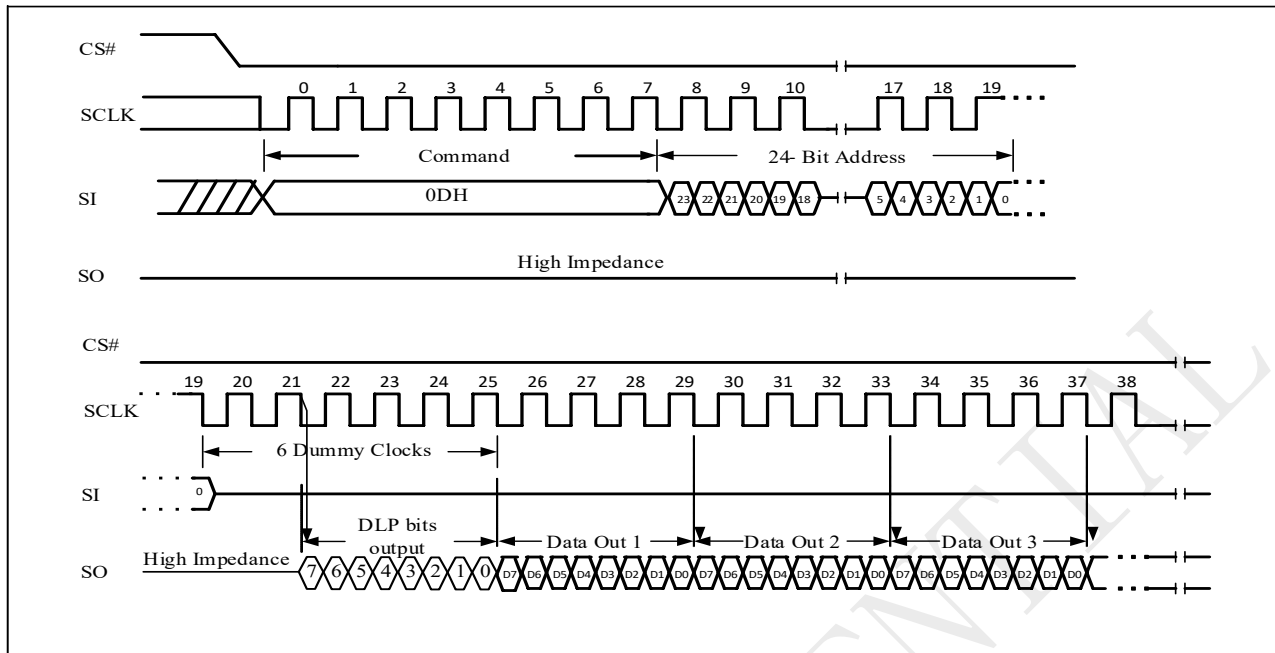 CS#
0 1 2 3 4 5 6 7 8 9 10 17 18 19
SCLK
Command 24- Bit Address
SI 0DH 23 22 21 20 19 18 5 4 3 2 1 0
High Impedance
SO
CS#
19 20 21 22 23 24 25 26 27 28 29 30 31 32 33 34 35 36 37 38
SCLK
6 Dummy Clocks
SI 0
DLP bits
output Data Out 1 Data Out 2 Data Out 3
High Impedance
SO 7 6 5 4 3 2 1 0 D7 D6 D5 D4 D3 D2 D1 D0 D7 D6 D5 D4 D3 D2 D1 D0 D7 D6 D5 D4 D3 D2 D1 D0
ENTIAL